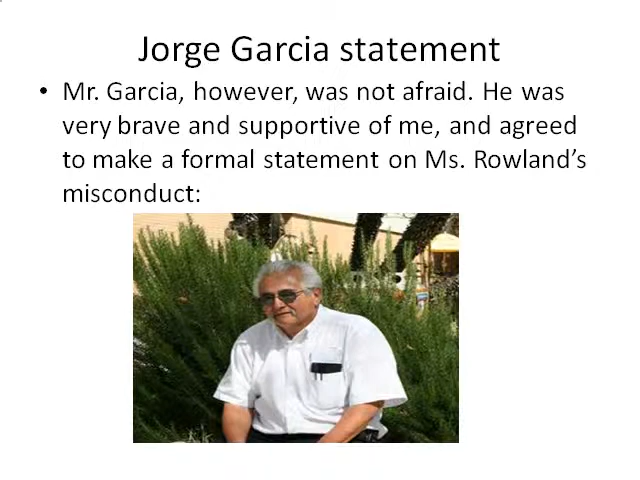 Jorge Garcia statement
• Mr. Garcia, however, was not afraid. He was
very brave and supportive of me, and agreed
to make a formal statement on Ms. Rowland’s
misconduct: